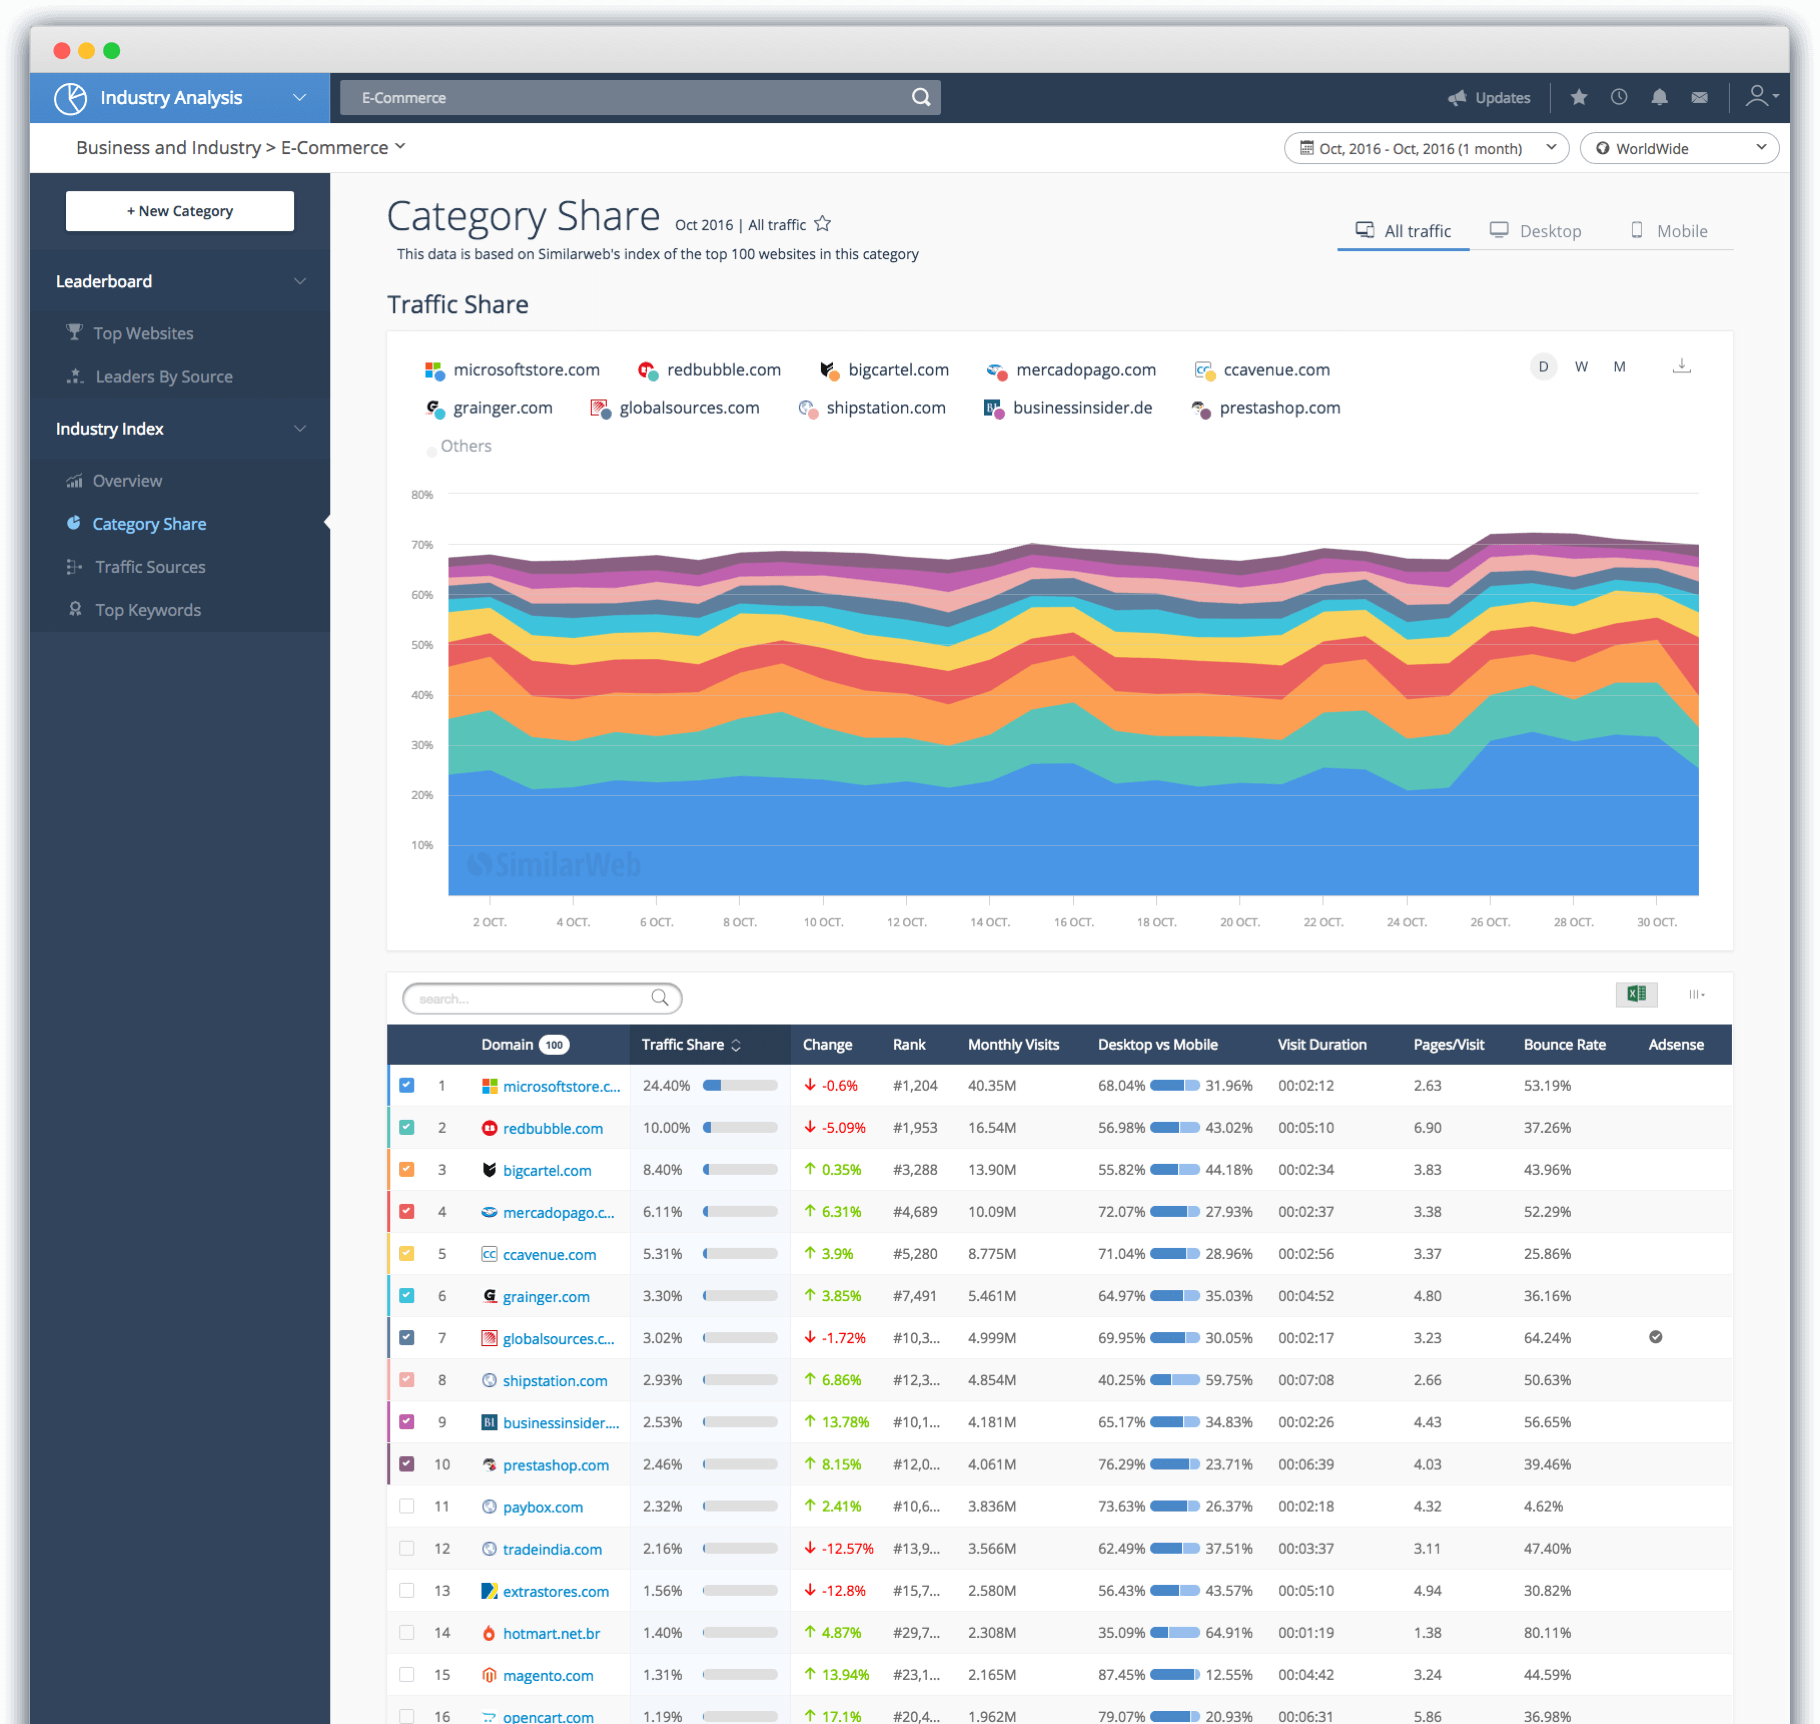 Industry Analysis
E-Commerce
Updates
Business and Industry > E-Commerce
Oct, 2016 - Oct, 2016 (1 month)
WorldWide
+ New Category
Leaderboard
Top Websites
Leaders By Source
Industry Index
Overview
Category Share
Traffic Sources
Top Keywords
Category Share Oct 2016 | All traffic
This data is based on Similarweb's index of the top 100 websites in this category
All traffic Desktop Mobile
Traffic Share
microsoftstore.com redbubble.com bigcartel.com mercadopago.com ccavenue.com
grainger.com globalsources.com shipstation.com businessinsider.de prestashop.com
Others
D W M
80%
70%
60%
50%
40%
30%
20%
10%
SimilarWeb
2 OCT. 4 OCT. 6 OCT. 8 OCT. 10 OCT. 12 OCT. 14 OCT. 16 OCT. 18 OCT. 20 OCT. 22 OCT. 24 OCT. 26 OCT. 28 OCT. 30 OCT.
search...
Domain 100 Traffic Share Change Rank Monthly Visits Desktop vs Mobile Visit Duration Pages/Visit Bounce Rate Adsense
1 microsoftstore.c... 24.40% -0.6% #1,204 40.35M 68.04% 31.96% 00:02:12 2.63 53.19%
2 redbubble.com 10.00% -5.09% #1,953 16.54M 56.98% 43.02% 00:05:10 6.90 37.26%
3 bigcartel.com 8.40% 0.35% #3,288 13.90M 55.82% 44.18% 00:02:34 3.83 43.96%
4 mercadopago.c... 6.11% 6.31% #4,689 10.09M 72.07% 27.93% 00:02:37 3.38 52.29%
5 ccavenue.com 5.31% 3.9% #5,280 8.775M 71.04% 28.96% 00:02:56 3.37 25.86%
6 grainger.com 3.30% 3.85% #7,491 5.461M 64.97% 35.03% 00:04:52 4.80 36.16%
7 globalsources.c... 3.02% -1.72% #10,3... 4.999M 69.95% 30.05% 00:02:17 3.23 64.24%
8 shipstation.com 2.93% 6.86% #12,3... 4.854M 40.25% 59.75% 00:07:08 2.66 50.63%
9 businessinsider.... 2.53% 13.78% #10,1... 4.181M 65.17% 34.83% 00:02:26 4.43 56.65%
10 prestashop.com 2.46% 8.15% #12,0... 4.061M 76.29% 23.71% 00:06:39 4.03 39.46%
11 paybox.com 2.32% 2.41% #10,6... 3.836M 73.63% 26.37% 00:02:18 4.32 4.62%
12 tradeindia.com 2.16% -12.57% #13,9... 3.566M 62.49% 37.51% 00:03:37 3.11 47.40%
13 extrastores.com 1.56% -12.8% #15,7... 2.580M 56.43% 43.57% 00:05:10 4.94 30.82%
14 hotmart.net.br 1.40% 4.87% #29,7... 2.308M 35.09% 64.91% 00:01:19 1.38 80.11%
15 magento.com 1.31% 13.94% #23,1... 2.165M 87.45% 12.55% 00:04:42 3.24 44.59%
16 opencart.com 1.19% 17.1% #20,4... 1.962M 79.07% 20.93% 00:06:31 5.86 36.98%